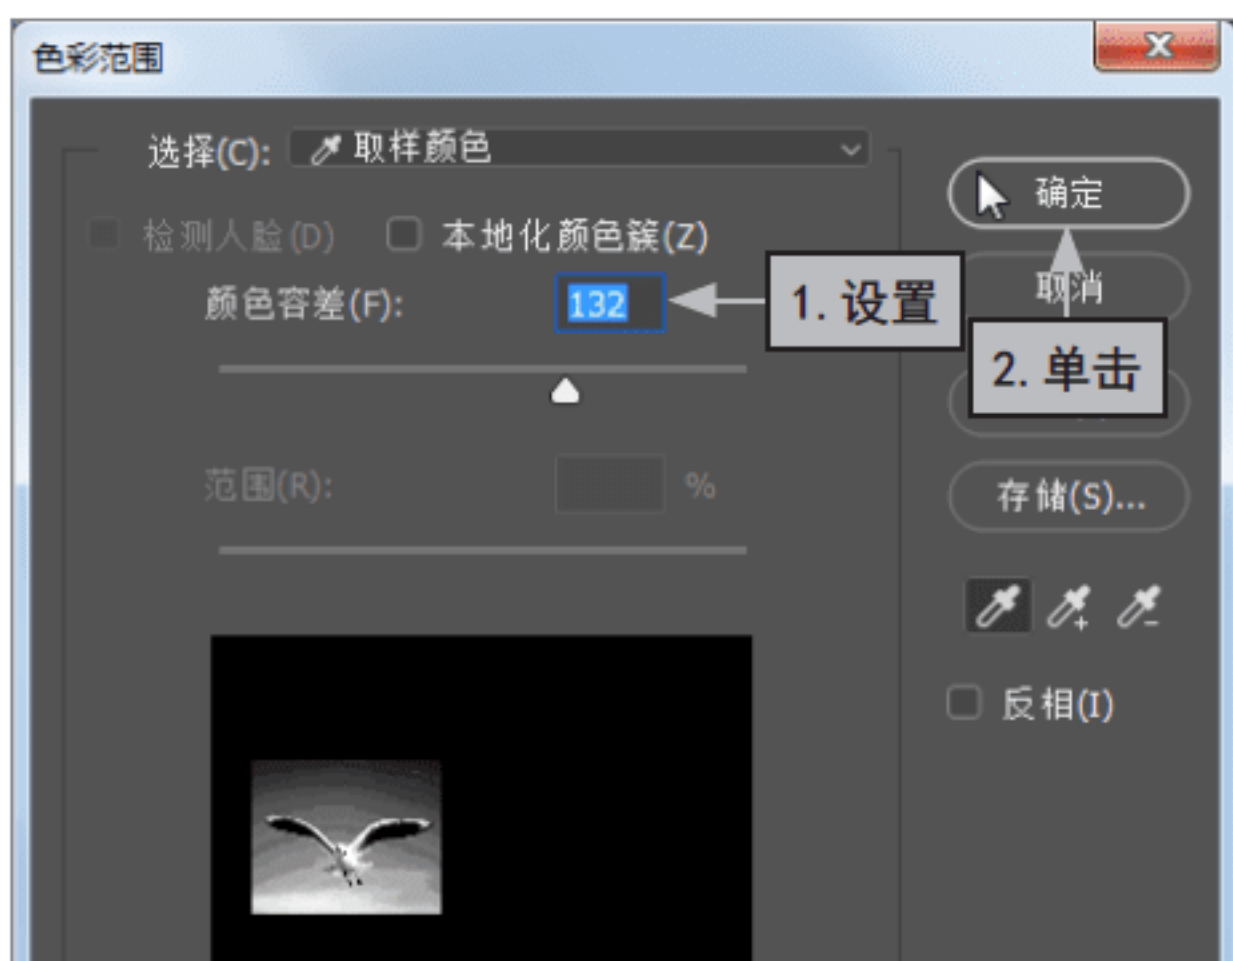 色彩范围
选择(C): 取样颜色
确定
检测人脸(D) 本地化颜色簇(Z)
取消
颜色容差(F): 132
1. 设置
2. 单击
范围(R): %
存储(S)...
反相(I)